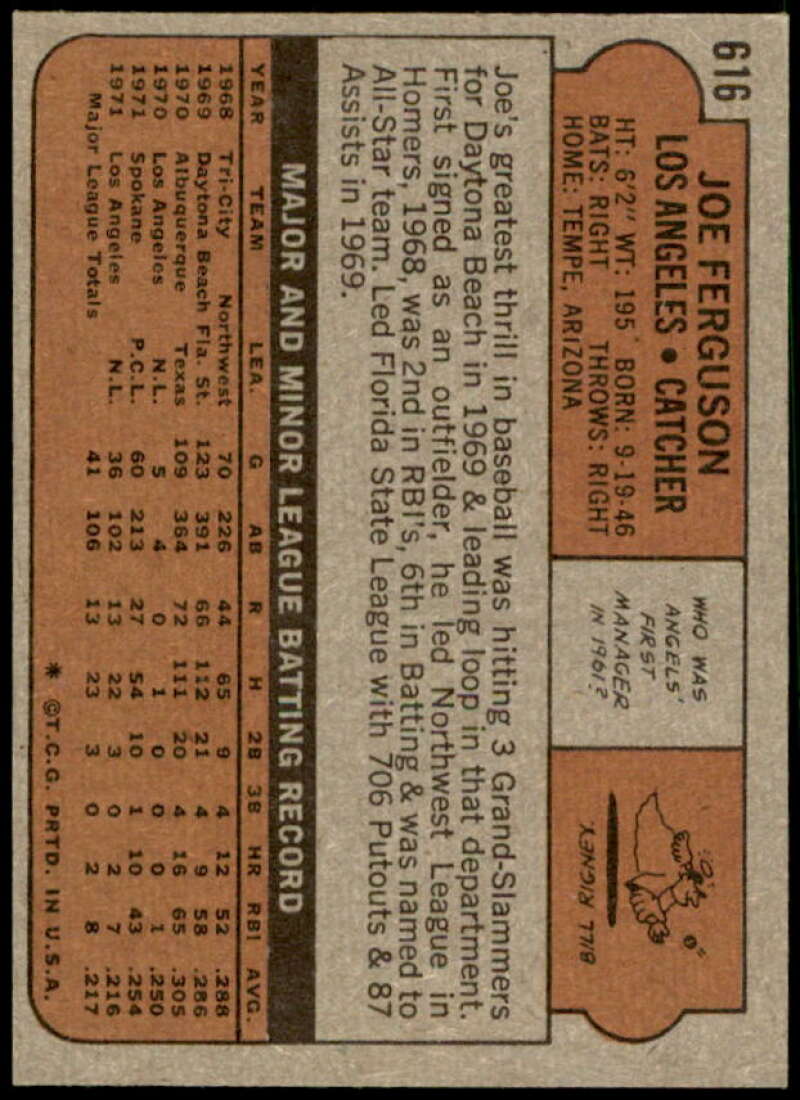 616
JOE FERGUSON
LOS ANGELES • CATCHER
HT: 6'2" WT: 195 BORN: 9-19-46
BATS: RIGHT THROWS: RIGHT
HOME: TEMPE, ARIZONA
WHO WAS
ANGELS'
FIRST
MANAGER
IN 1961?
BILL RIGNEY.
Joe's greatest thrill in baseball was hitting 3 Grand-Slammers
for Daytona Beach in 1969 & leading loop in that department.
First signed as an outfielder, he led Northwest League in
Homers, 1968, was 2nd in RBI's, 6th in Batting & was named to
All-Star team. Led Florida State League with 706 Putouts & 87
Assists in 1969.
MAJOR AND MINOR LEAGUE BATTING RECORD
YEAR TEAM LEA. G AB R H 2B 3B HR RBI AVG.
1968 Tri-City Northwest 70 226 44 65 9 4 12 52 .288
1969 Daytona Beach Fla. St. 123 391 66 112 21 4 9 58 .286
1970 Albuquerque Texas 109 364 72 111 20 4 16 65 .305
1970 Los Angeles N.L. 5 4 0 1 0 0 0 1 .250
1971 Spokane P.C.L. 60 213 27 54 10 1 10 43 .254
1971 Los Angeles N.L. 36 102 13 22 3 0 2 7 .216
Major League Totals 41 106 13 23 3 0 2 8 .217
* ©T.C.G. PRTD. IN U.S.A.